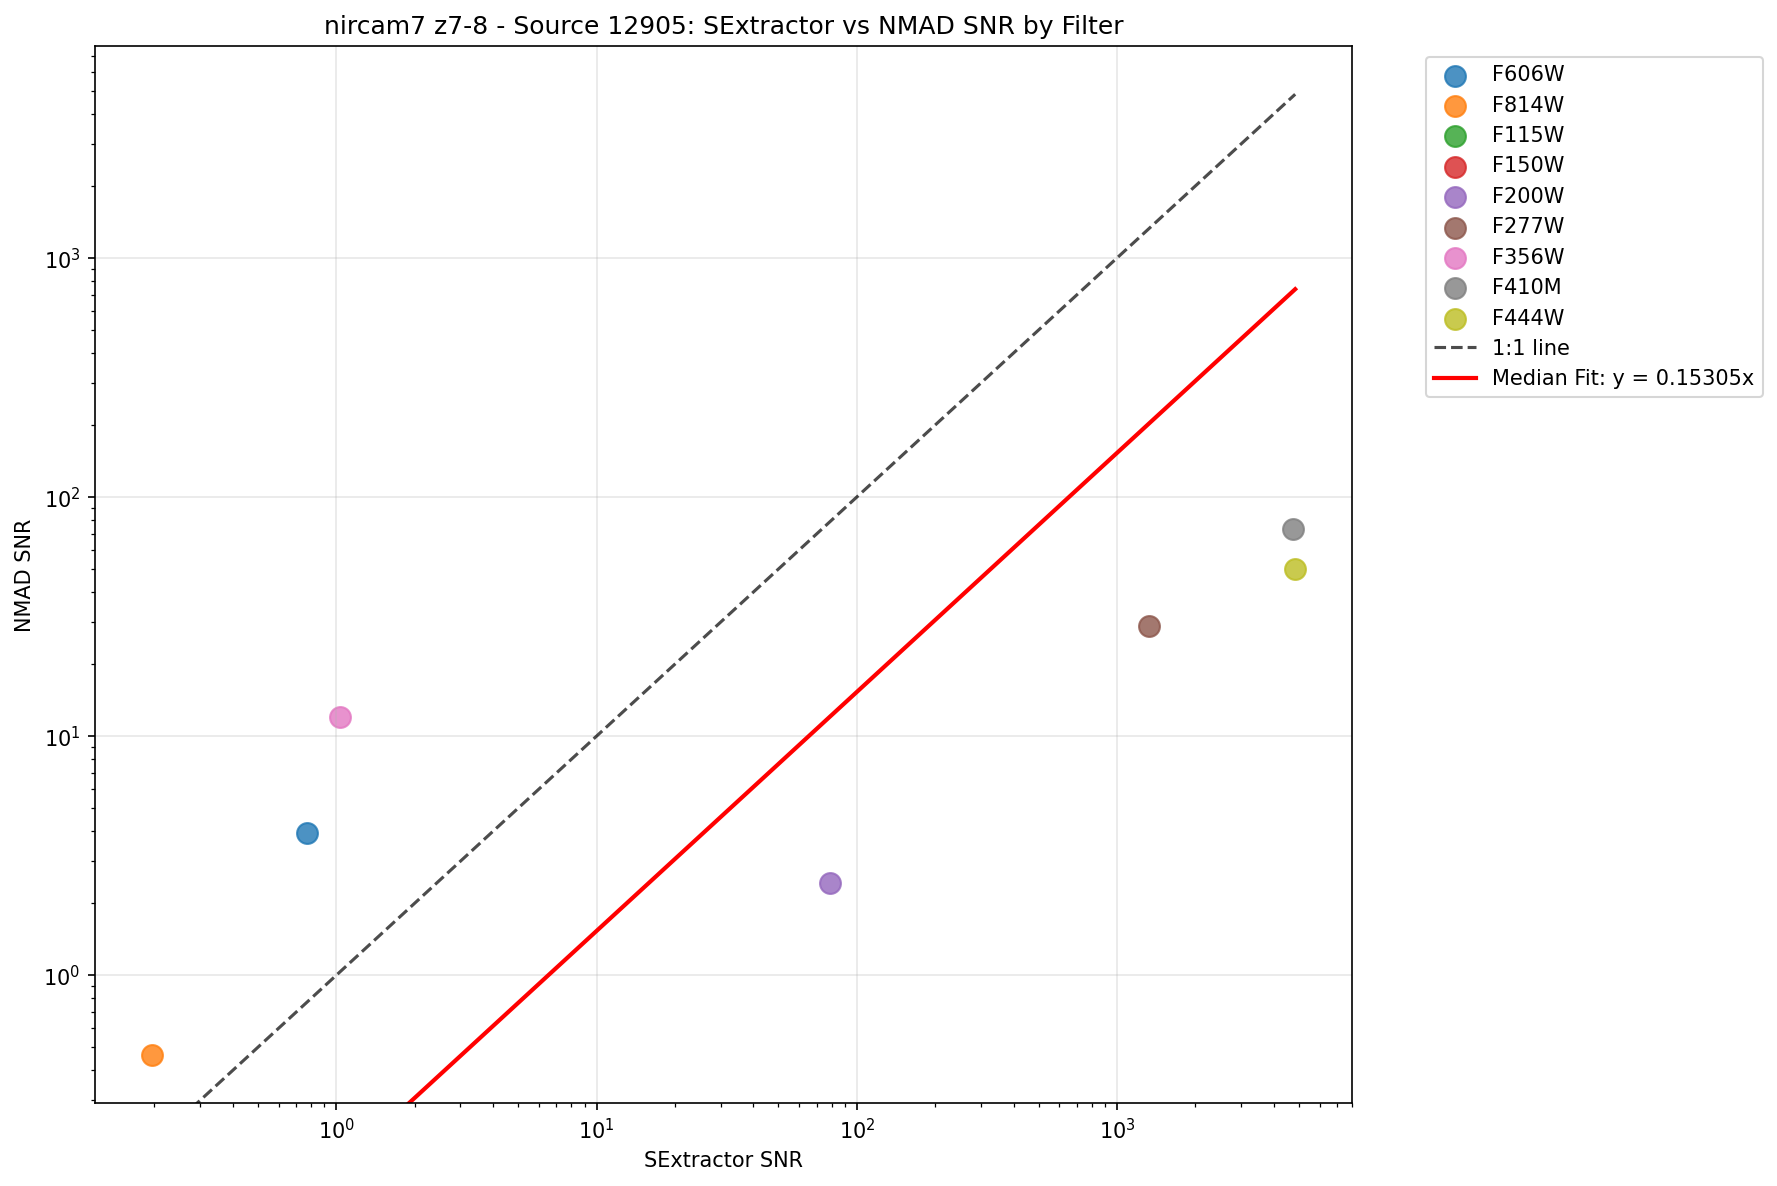 nircam7 z7-8 - Source 12905: SExtractor vs NMAD SNR by Filter
NMAD SNR
10³
10²
10¹
10⁰
10⁰ 10¹ 10² 10³
SExtractor SNR
F606W
F814W
F115W
F150W
F200W
F277W
F356W
F410M
F444W
1:1 line
Median Fit: y = 0.15305x